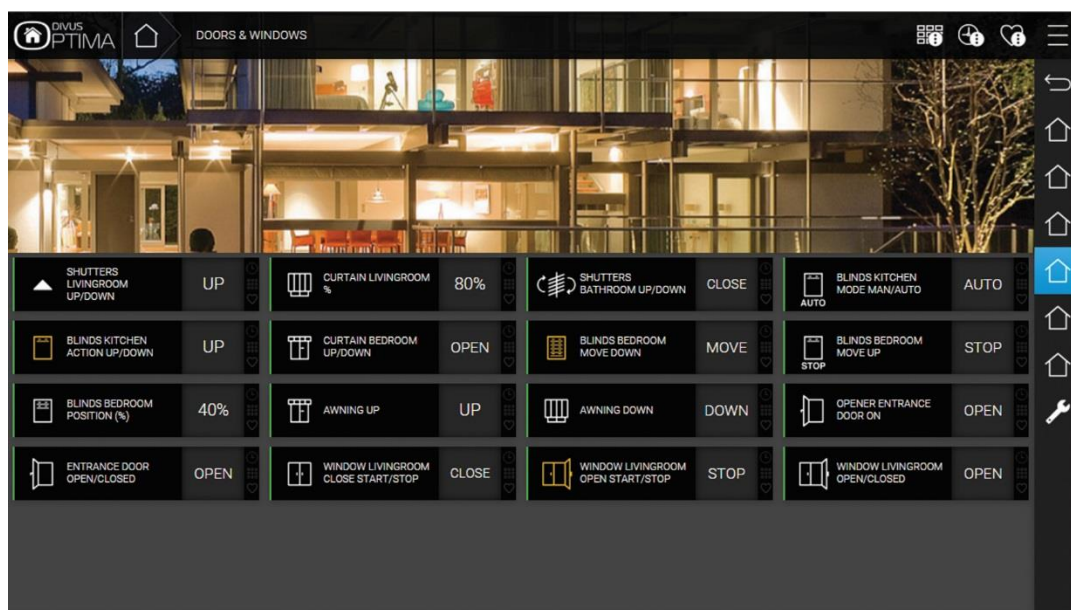 DIVUS
OPTIMA
DOORS & WINDOWS
SHUTTERS
LIVINGROOM
UP/DOWN
UP
CURTAIN LIVINGROOM
%
80%
SHUTTERS
BATHROOM UP/DOWN
CLOSE
AUTO
BLINDS KITCHEN
MODE MAN/AUTO
AUTO
BLINDS KITCHEN
ACTION UP/DOWN
UP
CURTAIN BEDROOM
UP/DOWN
OPEN
BLINDS BEDROOM
MOVE DOWN
MOVE
STOP
BLINDS BEDROOM
MOVE UP
STOP
BLINDS BEDROOM
POSITION (%)
40%
AWNING UP
UP
AWNING DOWN
DOWN
OPENER ENTRANCE
DOOR ON
OPEN
ENTRANCE DOOR
OPEN/CLOSED
OPEN
WINDOW LIVINGROOM
CLOSE START/STOP
CLOSE
WINDOW LIVINGROOM
OPEN START/STOP
STOP
WINDOW LIVINGROOM
OPEN/CLOSED
OPEN